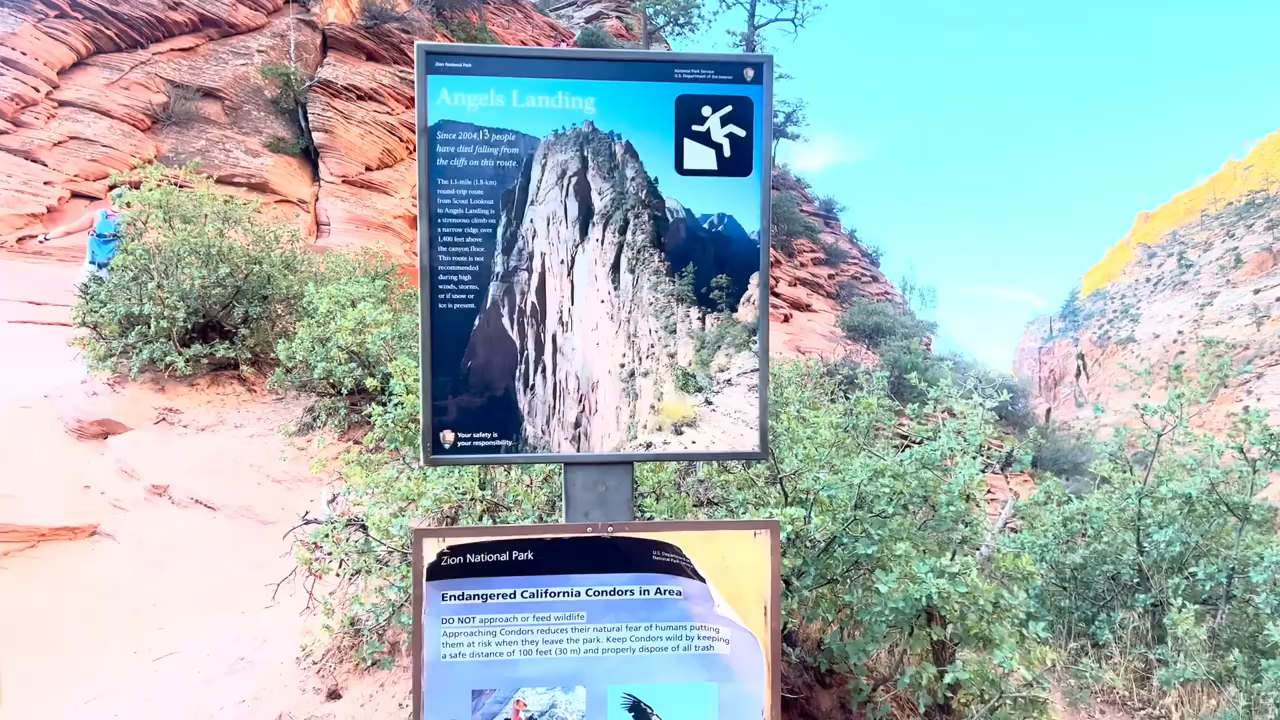 Zion National Park
National Park Service
U.S. Department of the Interior
Angels Landing
Since 2004, 13 people
have died falling from
the cliffs on this route.
The 1.1-mile (1.8-km)
round-trip route
from Scout Lookout
to Angels Landing is
a strenuous climb on
a narrow ridge over
1,400 feet above
the canyon floor.
This route is not
recommended
during high
winds, storms,
or if snow or
ice is present.
Your safety is
your responsibility.
Zion National Park
U.S. Department
National Park
Endangered California Condors in Area
DO NOT approach or feed wildlife
Approaching Condors reduces their natural fear of humans putting
them at risk when they leave the park. Keep Condors wild by keeping
a safe distance of 100 feet (30 m) and properly dispose of all trash